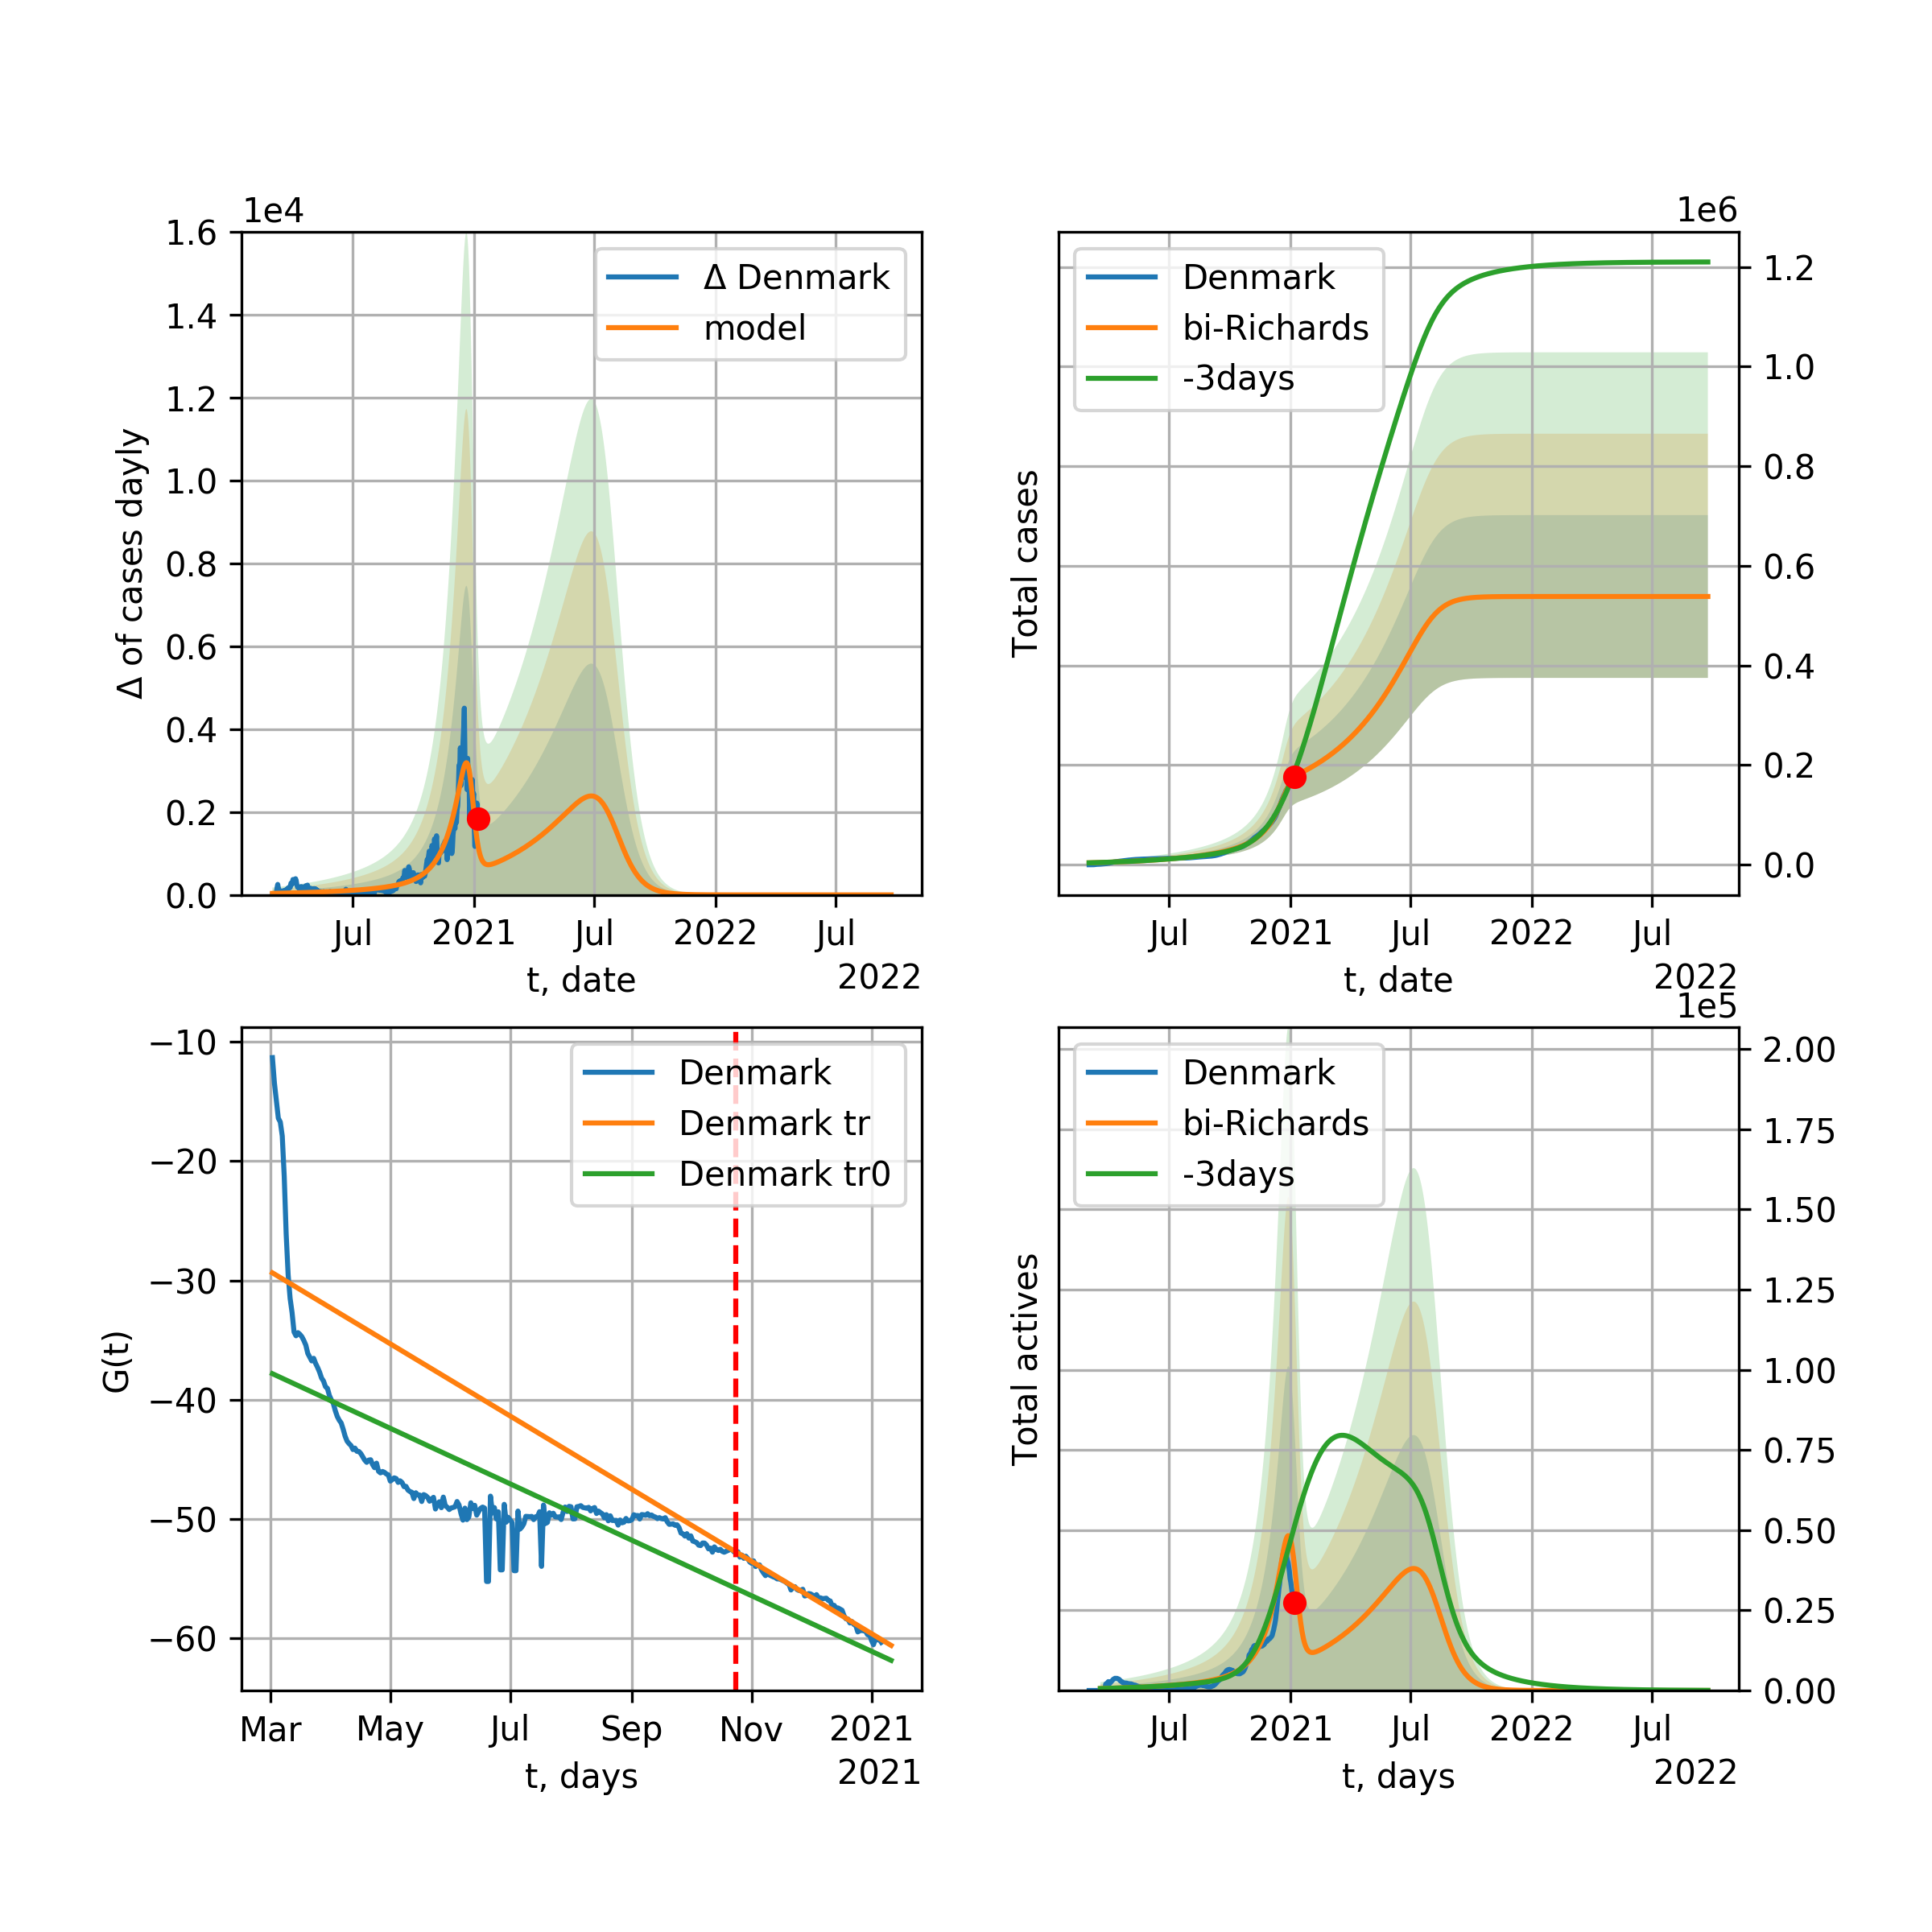 1e4
1.6
1.4
1.2
1.0
0.8
0.6
0.4
0.2
0.0
Δ of cases dayly
Δ Denmark
model
Jul
2021
Jul
2022
Jul
t, date
2022
1e6
Denmark
bi-Richards
-3days
Total cases
1.2
1.0
0.8
0.6
0.4
0.2
0.0
Jul
2021
Jul
2022
Jul
t, date
2022
−10
−20
−30
−40
−50
−60
G(t)
Denmark
Denmark tr
Denmark tr0
Mar
May
Jul
Sep
Nov
2021
t, days
2021
1e5
Denmark
bi-Richards
-3days
Total actives
2.00
1.75
1.50
1.25
1.00
0.75
0.50
0.25
0.00
Jul
2021
Jul
2022
Jul
t, days
2022